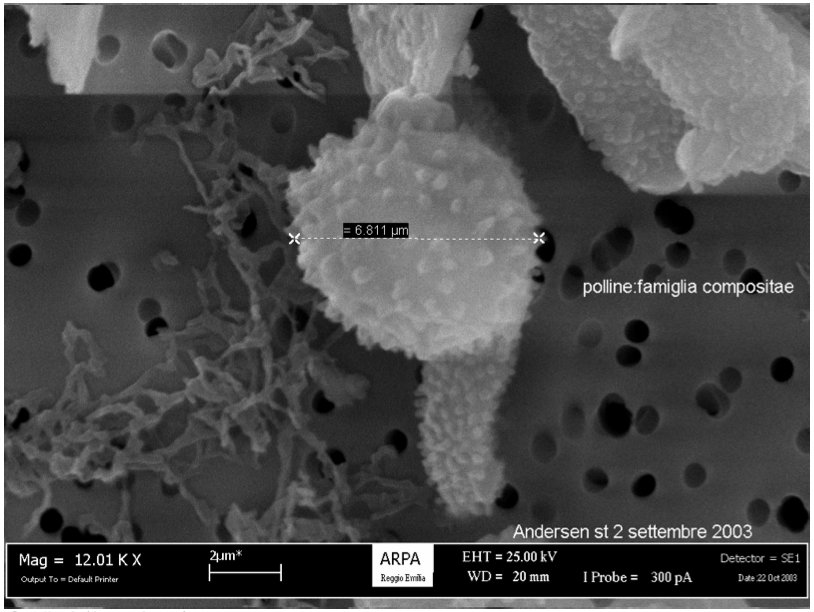 = 6.811 µm
polline:famiglia compositae
Andersen st 2 settembre 2003
Mag = 12.01 K X
Output To = Default Printer
2µm*
ARPA
Reggio Emilia
EHT = 25.00 kV
WD = 20 mm
I Probe = 300 pA
Detector = SE1
Date :22 Oct 2003